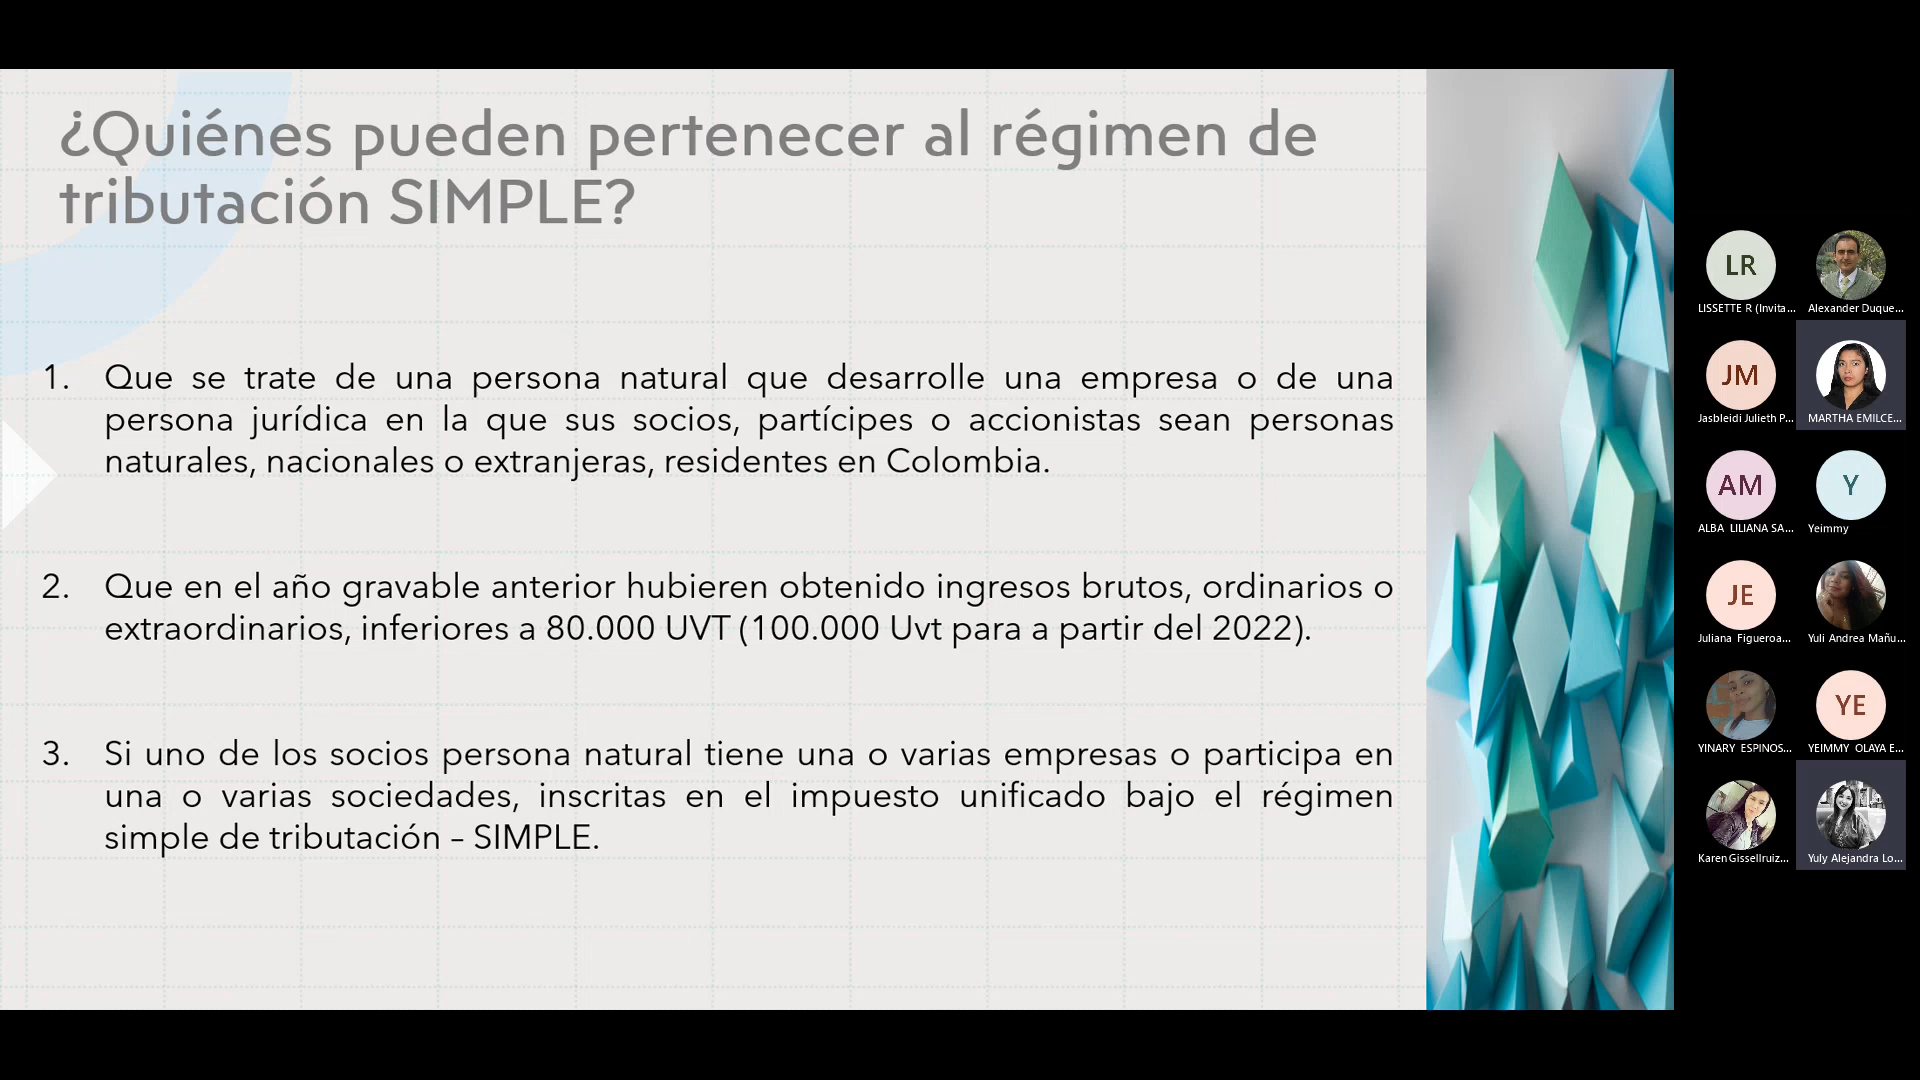 ¿Quiénes pueden pertenecer al régimen de
tributación SIMPLE?
1. Que se trate de una persona natural que desarrolle una empresa o de una
persona jurídica en la que sus socios, partícipes o accionistas sean personas
naturales, nacionales o extranjeras, residentes en Colombia.
2. Que en el año gravable anterior hubieren obtenido ingresos brutos, ordinarios o
extraordinarios, inferiores a 80.000 UVT (100.000 Uvt para a partir del 2022).
3. Si uno de los socios persona natural tiene una o varias empresas o participa en
una o varias sociedades, inscritas en el impuesto unificado bajo el régimen
simple de tributación – SIMPLE.
LR
LISSETTE R (Invita...
Alexander Duque...
JM
Jasbleidi Julieth P...
MARTHA EMILCE...
AM
ALBA LILIANA SA...
Y
Yeimmy
JE
Juliana Figueroa...
Yuli Andrea Mañu...
YINARY ESPINOS...
YE
YEIMMY OLAYA E...
Karen Gissellruiz...
Yuly Alejandra Lo...